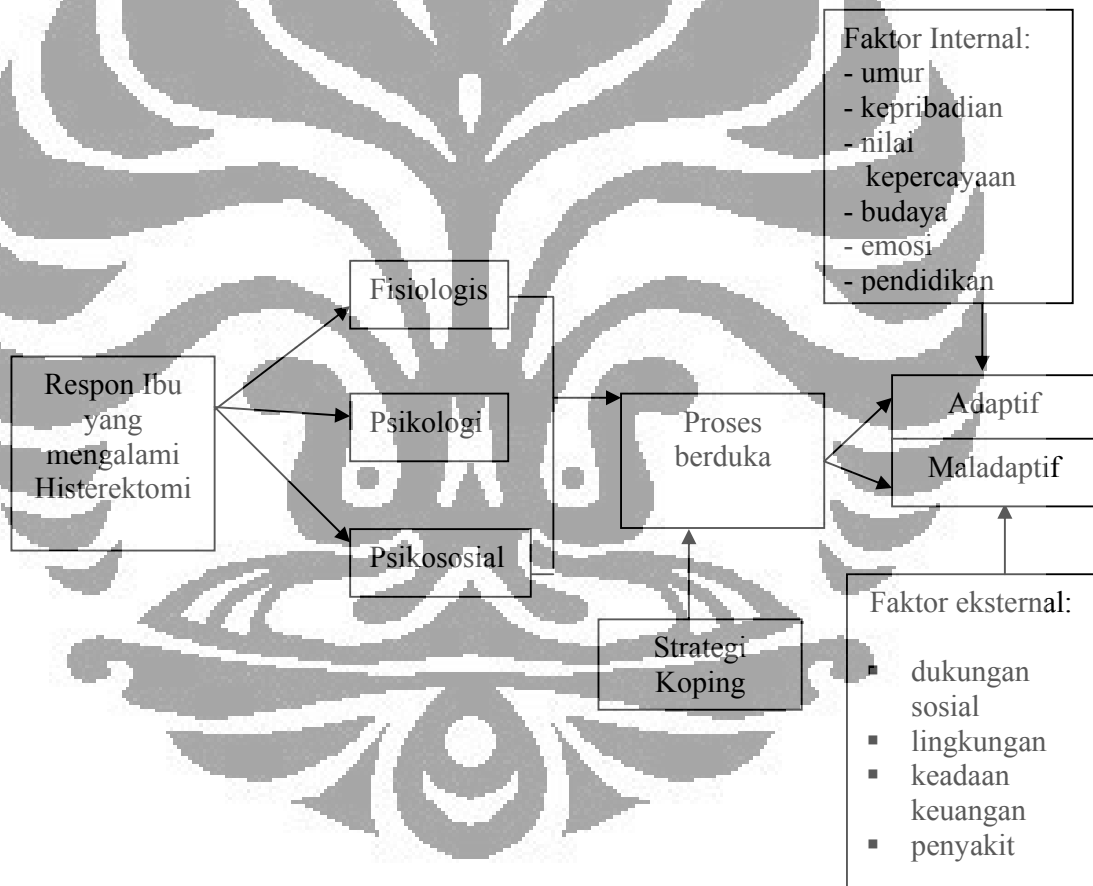 Faktor Internal:
- umur
- kepribadian
- nilai
kepercayaan
- budaya
- emosi
- pendidikan
Fisiologis
Respon Ibu
yang
mengalami
Histerektomi
Psikologi
Psikososial
Proses
berduka
Strategi
Koping
Adaptif
Maladaptif
Faktor eksternal:
▪ dukungan
sosial
▪ lingkungan
▪ keadaan
keuangan
▪ penyakit